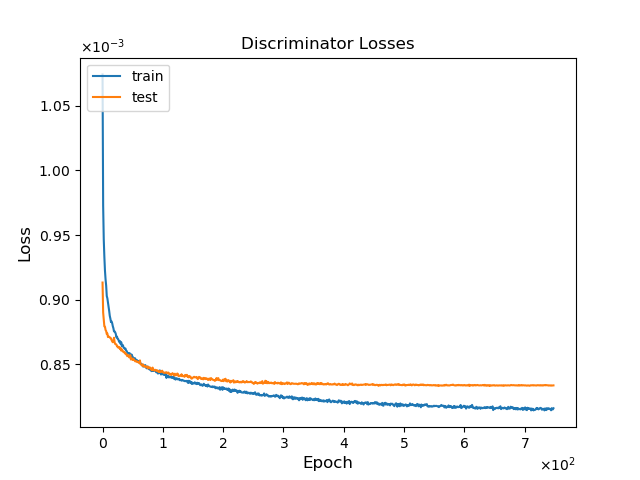 Discriminator Losses
×10⁻³
train
test
1.05
1.00
0.95
0.90
0.85
Loss
0 1 2 3 4 5 6 7
Epoch
×10²